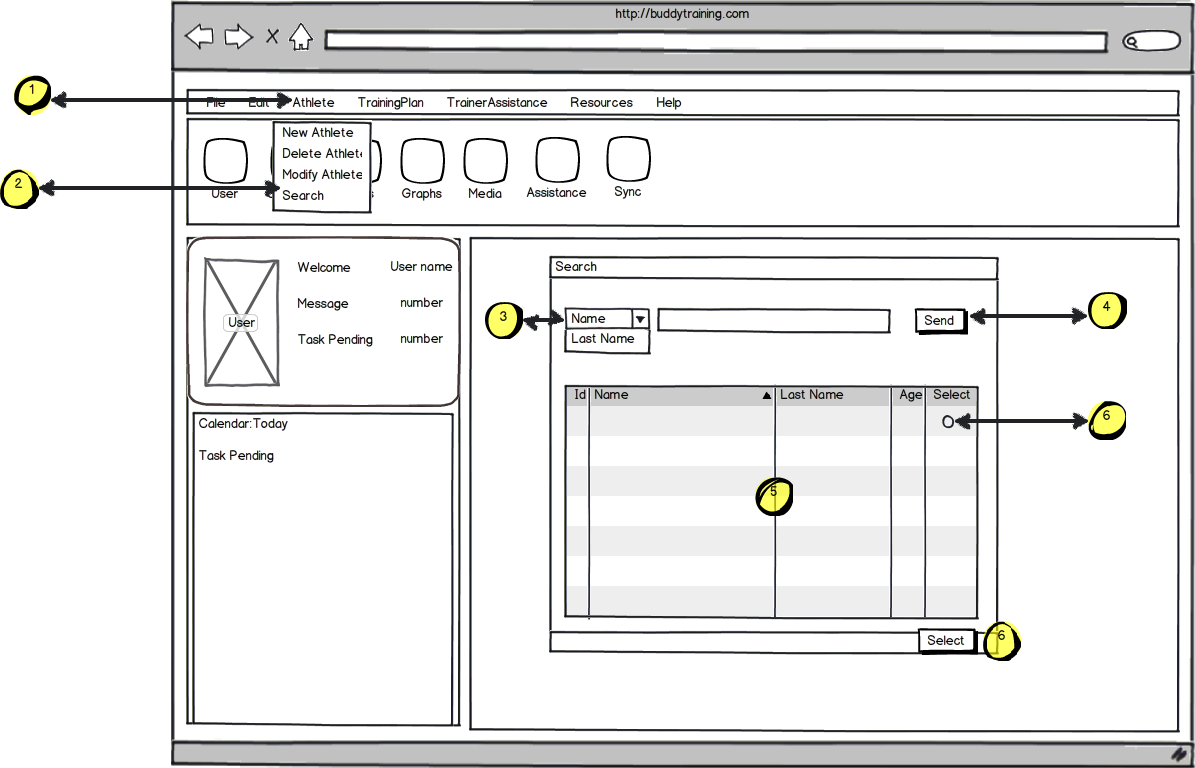 http://buddytraining.com
1
File Edit Athlete TrainingPlan TrainerAssistance Resources Help
New Athlete
Delete Athlete
Modify Athlete
2
Search
User s Graphs Media Assistance Sync
Welcome User name
Message number
User
Task Pending number
Calendar:Today
Task Pending
Search
3
Name
Last Name
Send
4
Id Name Last Name Age Select
6
5
Select
6